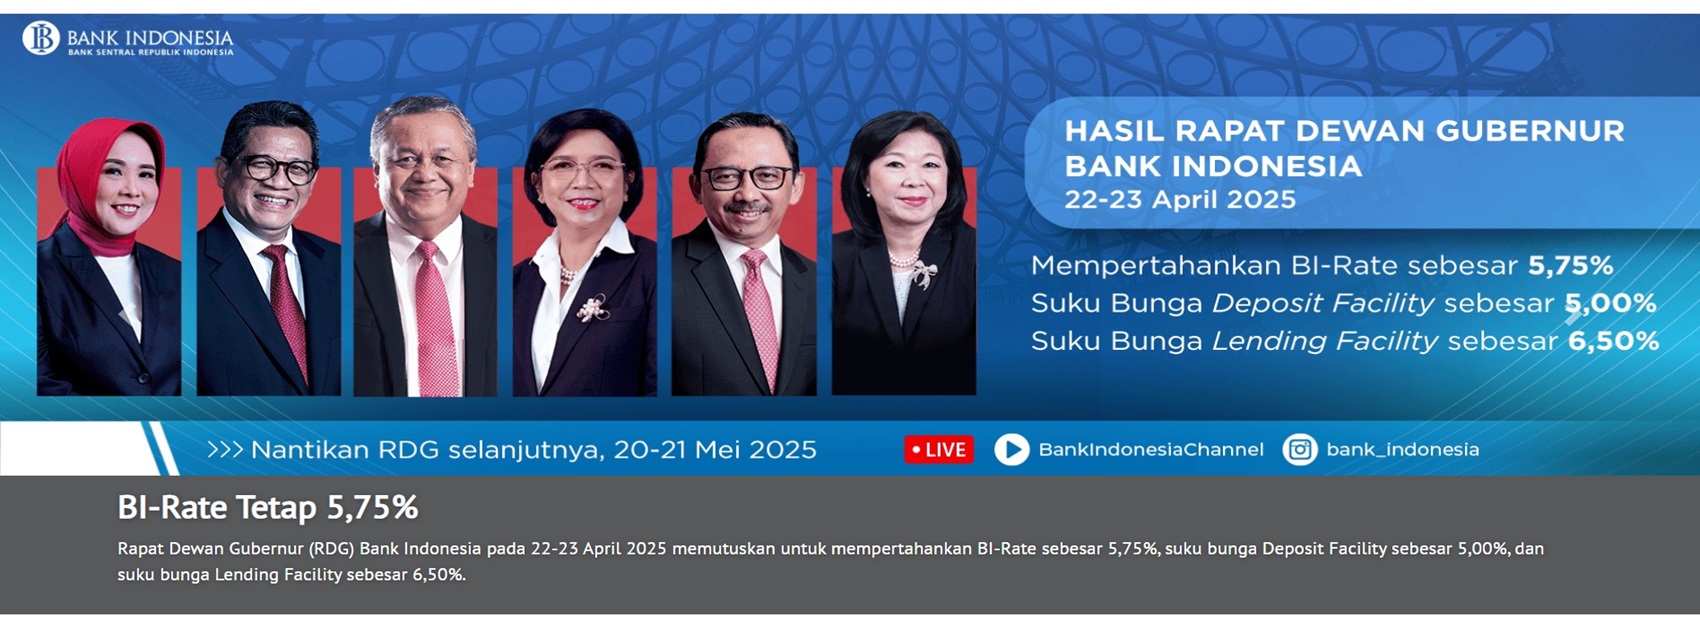 BANK INDONESIA
BANK SENTRAL REPUBLIK INDONESIA
HASIL RAPAT DEWAN GUBERNUR
BANK INDONESIA
22-23 April 2025
Mempertahankan BI-Rate sebesar 5,75%
Suku Bunga Deposit Facility sebesar 5,00%
Suku Bunga Lending Facility sebesar 6,50%
>>> Nantikan RDG selanjutnya, 20-21 Mei 2025
• LIVE
BankIndonesiaChannel
bank_indonesia
BI-Rate Tetap 5,75%
Rapat Dewan Gubernur (RDG) Bank Indonesia pada 22-23 April 2025 memutuskan untuk mempertahankan BI-Rate sebesar 5,75%, suku bunga Deposit Facility sebesar 5,00%, dan
suku bunga Lending Facility sebesar 6,50%.